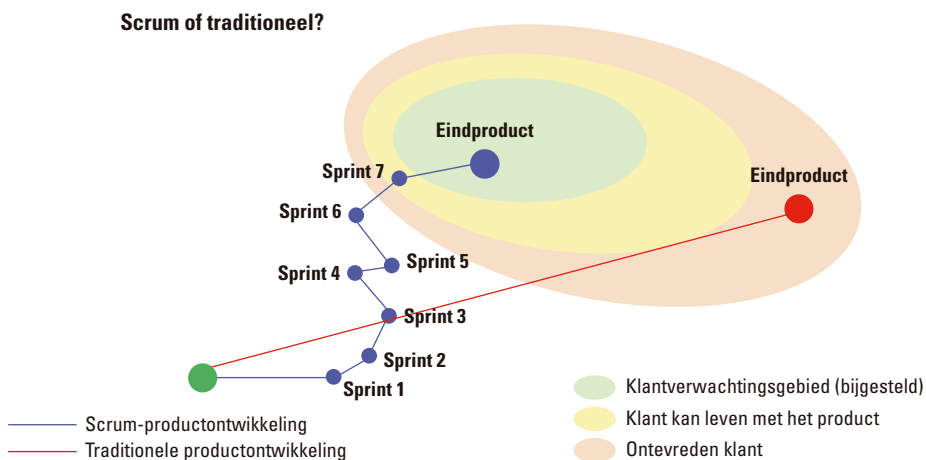 Scrum of traditioneel?
Eindproduct
Sprint 7
Eindproduct
Sprint 6
Sprint 5
Sprint 4
Sprint 3
Sprint 2
Sprint 1
Klantverwachtingsgebied (bijgesteld)
Klant kan leven met het product
Ontevreden klant
Scrum-productontwikkeling
Traditionele productontwikkeling